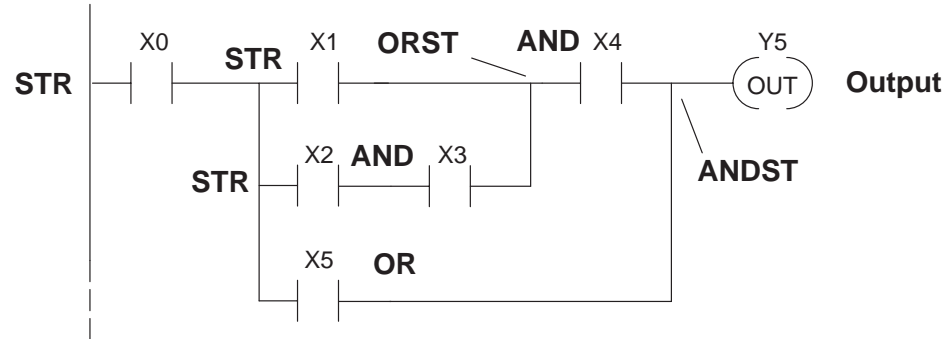 X0 STR X1 ORST AND X4 Y5
STR OUT Output
X2 AND X3
STR ANDST
X5 OR